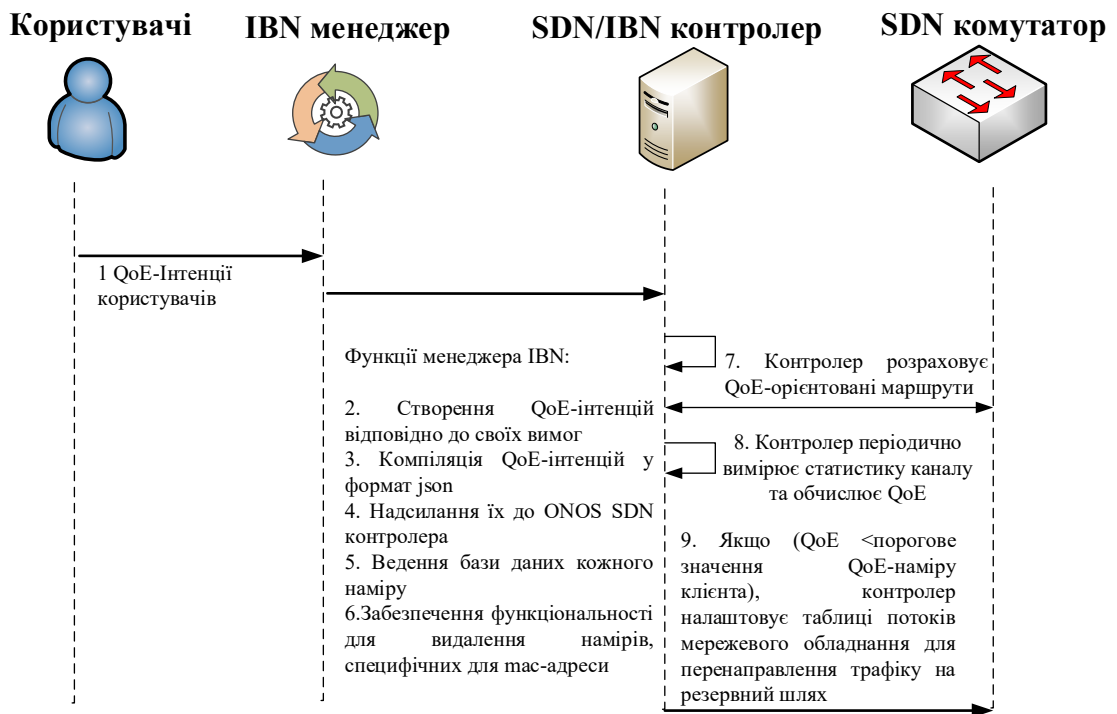 Користувачі
ІBN менеджер
SDN/IBN контролер
SDN комутатор
1 QoE-Інтенції
користувачів
Функції менеджера IBN:
2. Створення QoE-інтенцій
відповідно до своїх вимог
3. Компіляція QoE-інтенцій у
формат json
4. Надсилання їх до ONOS SDN
контролера
5. Ведення бази даних кожного
наміру
6.Забезпечення функціональності
для видалення намірів,
специфічних для mac-адреси
7. Контролер розраховує
QoE-орієнтовані маршрути
8. Контролер періодично
вимірює статистику каналу
та обчислює QoE
9. Якщо (QoE <порогове
значення QoE-наміру
клієнта), контролер
налаштовує таблиці потоків
мережевого обладнання для
перенаправлення трафіку на
резервний шлях